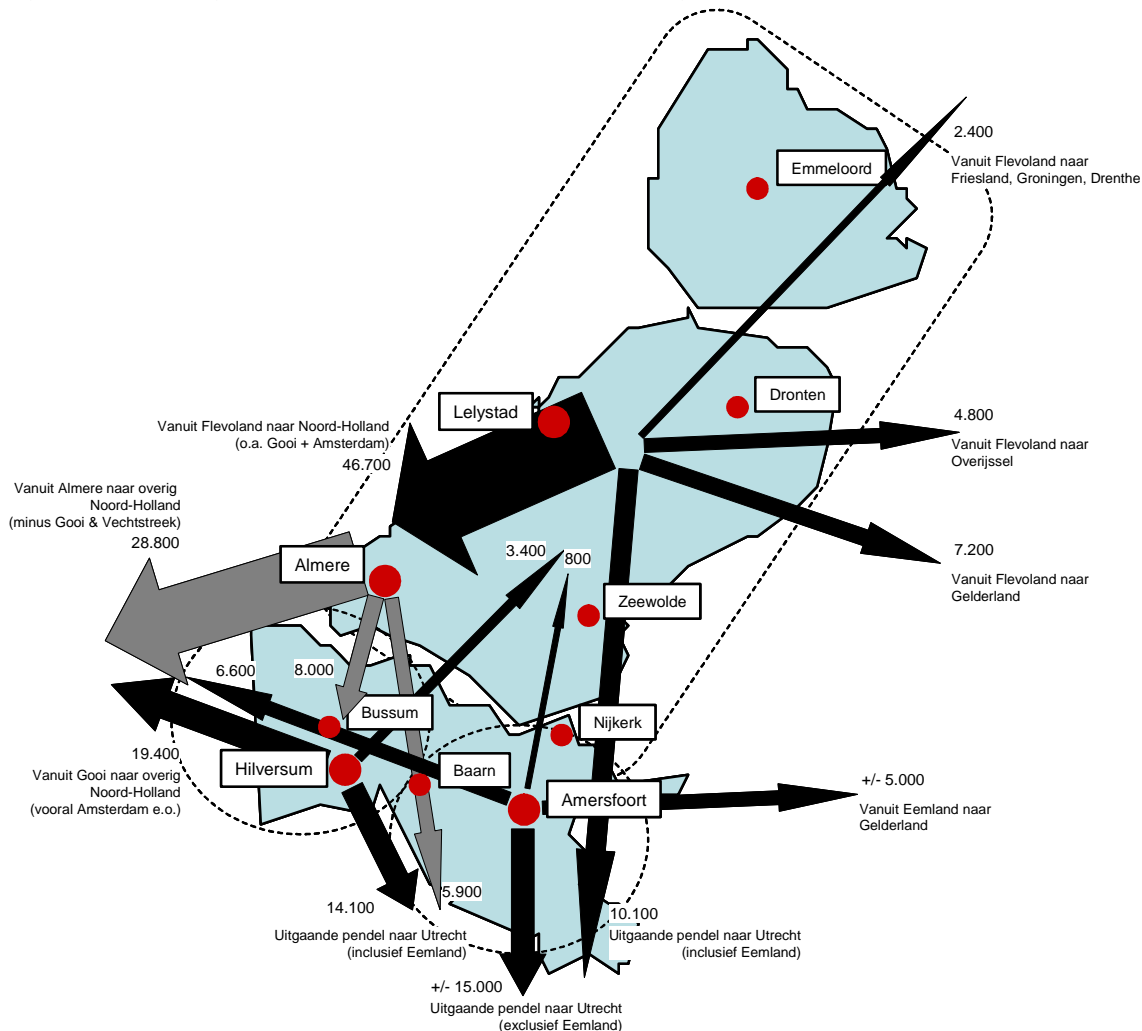 2.400
Vanuit Flevoland naar
Friesland, Groningen, Drenthe
Emmeloord
Dronten
Lelystad
4.800
Vanuit Flevoland naar
Overijssel
Vanuit Flevoland naar Noord-Holland
(o.a. Gooi + Amsterdam)
46.700
Vanuit Almere naar overig
Noord-Holland
(minus Gooi & Vechtstreek)
28.800
3.400
800
7.200
Vanuit Flevoland naar
Gelderland
Almere
Zeewolde
6.600
8.000
Bussum
Nijkerk
19.400
Vanuit Gooi naar overig
Noord-Holland
(vooral Amsterdam e.o.)
Hilversum
Baarn
Amersfoort
+/- 5.000
Vanuit Eemland naar
Gelderland
5.900
14.100
Uitgaande pendel naar Utrecht
(inclusief Eemland)
10.100
Uitgaande pendel naar Utrecht
(inclusief Eemland)
+/- 15.000
Uitgaande pendel naar Utrecht
(exclusief Eemland)